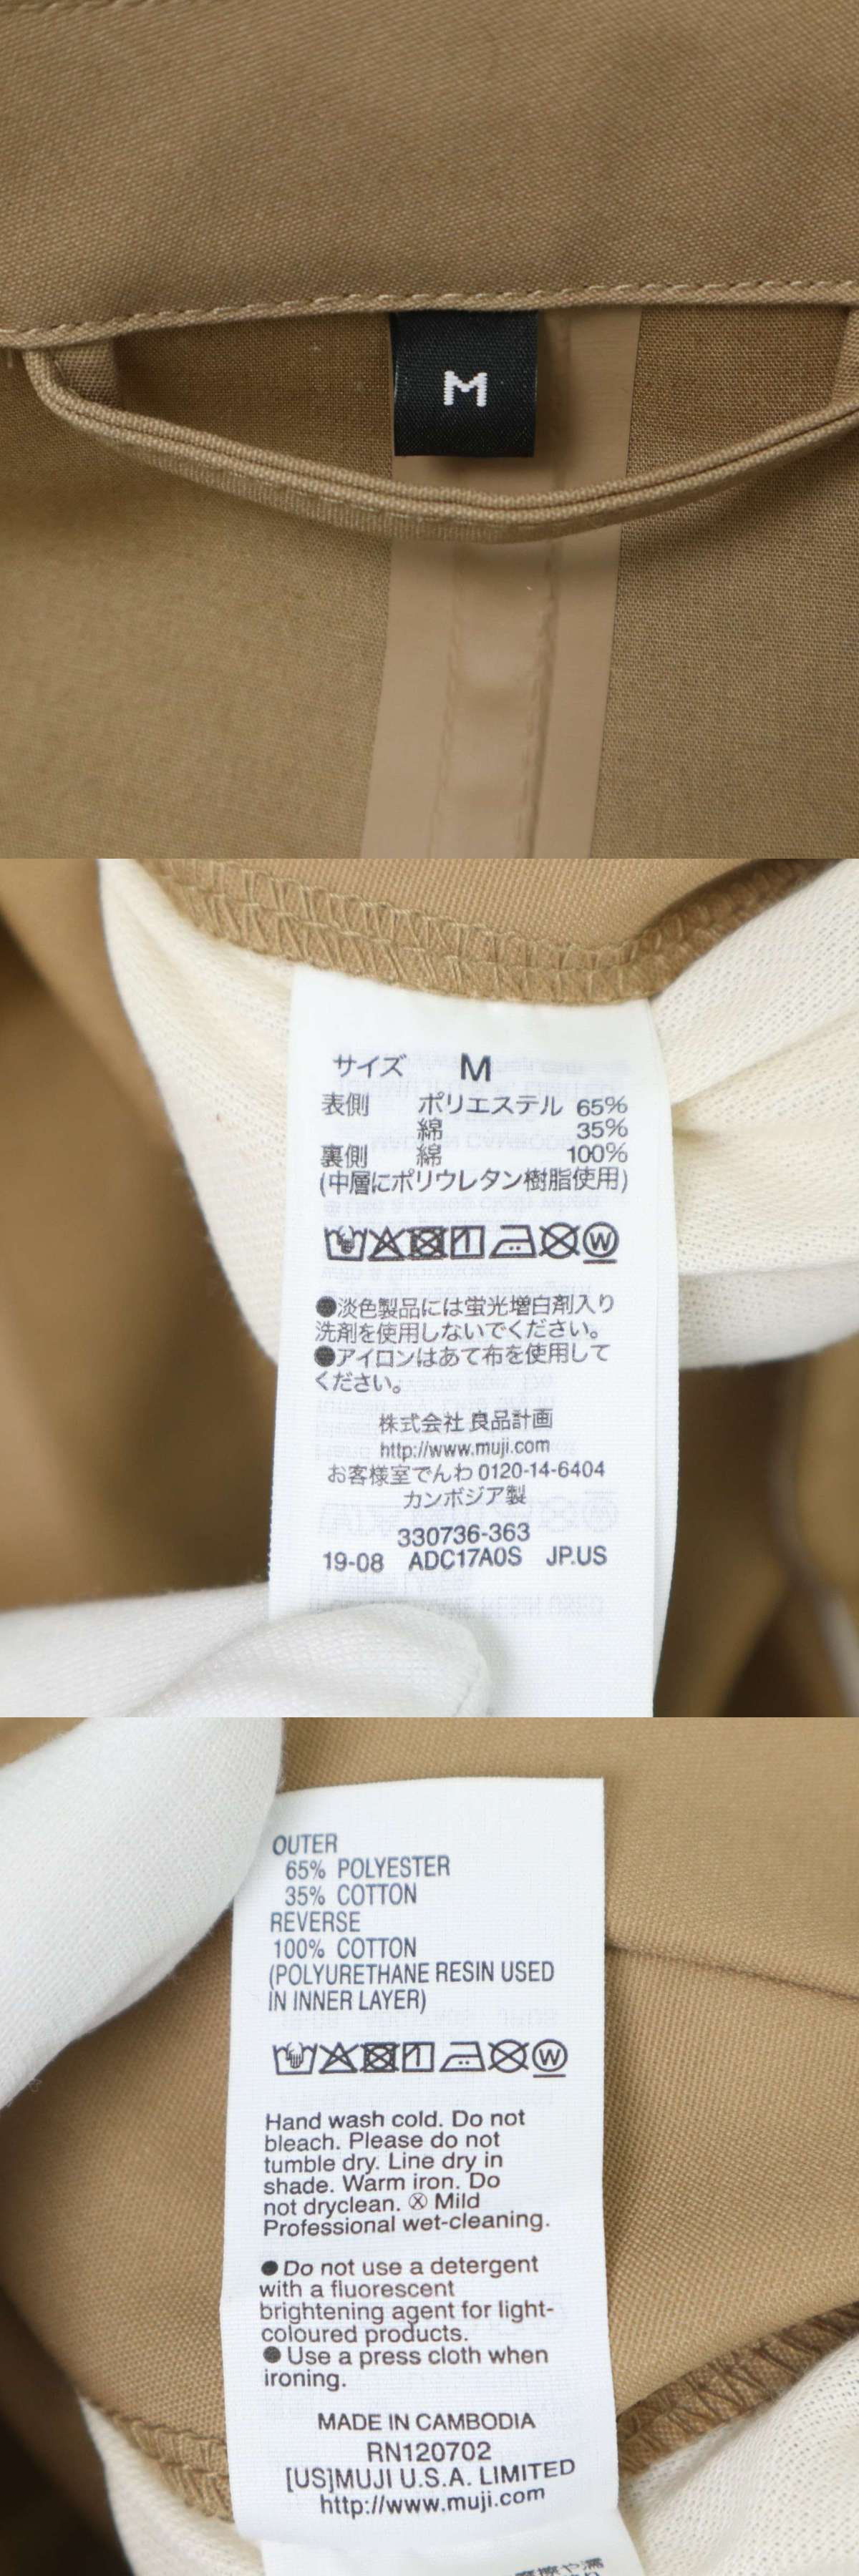 M
サイズ M
表側 ポリエステル 65%
綿 35%
裏側 綿 100%
(中層にポリウレタン樹脂使用)
W
●淡色製品には蛍光増白剤入り
洗剤を使用しないでください。
●アイロンはあて布を使用して
ください。
株式会社 良品計画
http://www.muji.com
お客様室でんわ 0120-14-6404
カンボジア製
330736-363
19-08 ADC17A0S JP.US
OUTER
65% POLYESTER
35% COTTON
REVERSE
100% COTTON
(POLYURETHANE RESIN USED
IN INNER LAYER)
W
Hand wash cold. Do not
bleach. Please do not
tumble dry. Line dry in
shade. Warm iron. Do
not dryclean. Ⓧ Mild
Professional wet-cleaning.
● Do not use a detergent
with a fluorescent
brightening agent for light-
coloured products.
● Use a press cloth when
ironing.
MADE IN CAMBODIA
RN120702
[US]MUJI U.S.A. LIMITED
http://www.muji.com